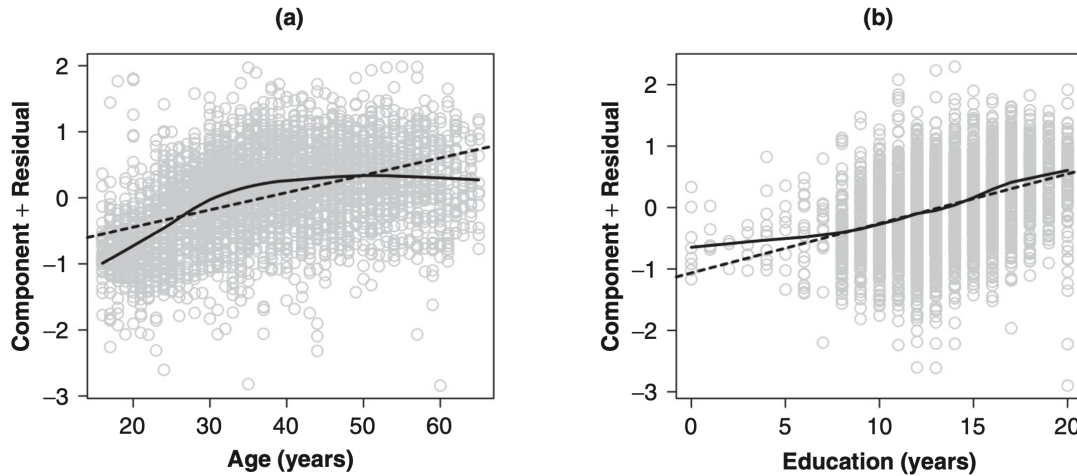 (a)
Component + Residual
2
1
0
−1
−2
−3
20 30 40 50 60
Age (years)
(b)
Component + Residual
2
1
0
−1
−2
−3
0 5 10 15 20
Education (years)